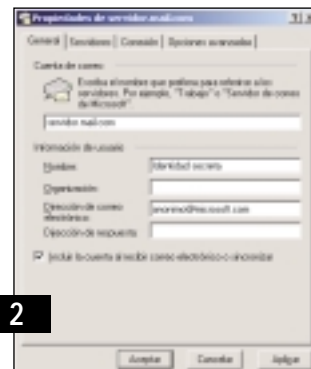 Propiedades de servidor.mail.com
General Servidores Conexión Opciones avanzadas
Cuenta de correo
Escriba el nombre que prefiera para referirse a los
servidores. Por ejemplo, "Trabajo" o "Servidor de correo
de Microsoft".
servidor.mail.com
Información de usuario
Nombre: Identidad secreta
Organización:
Dirección de correo electrónico: anonimo@microsoft.com
Dirección de respuesta:
Incluir la cuenta al recibir correo electrónico o sincronizar
2
Aceptar Cancelar Aplicar